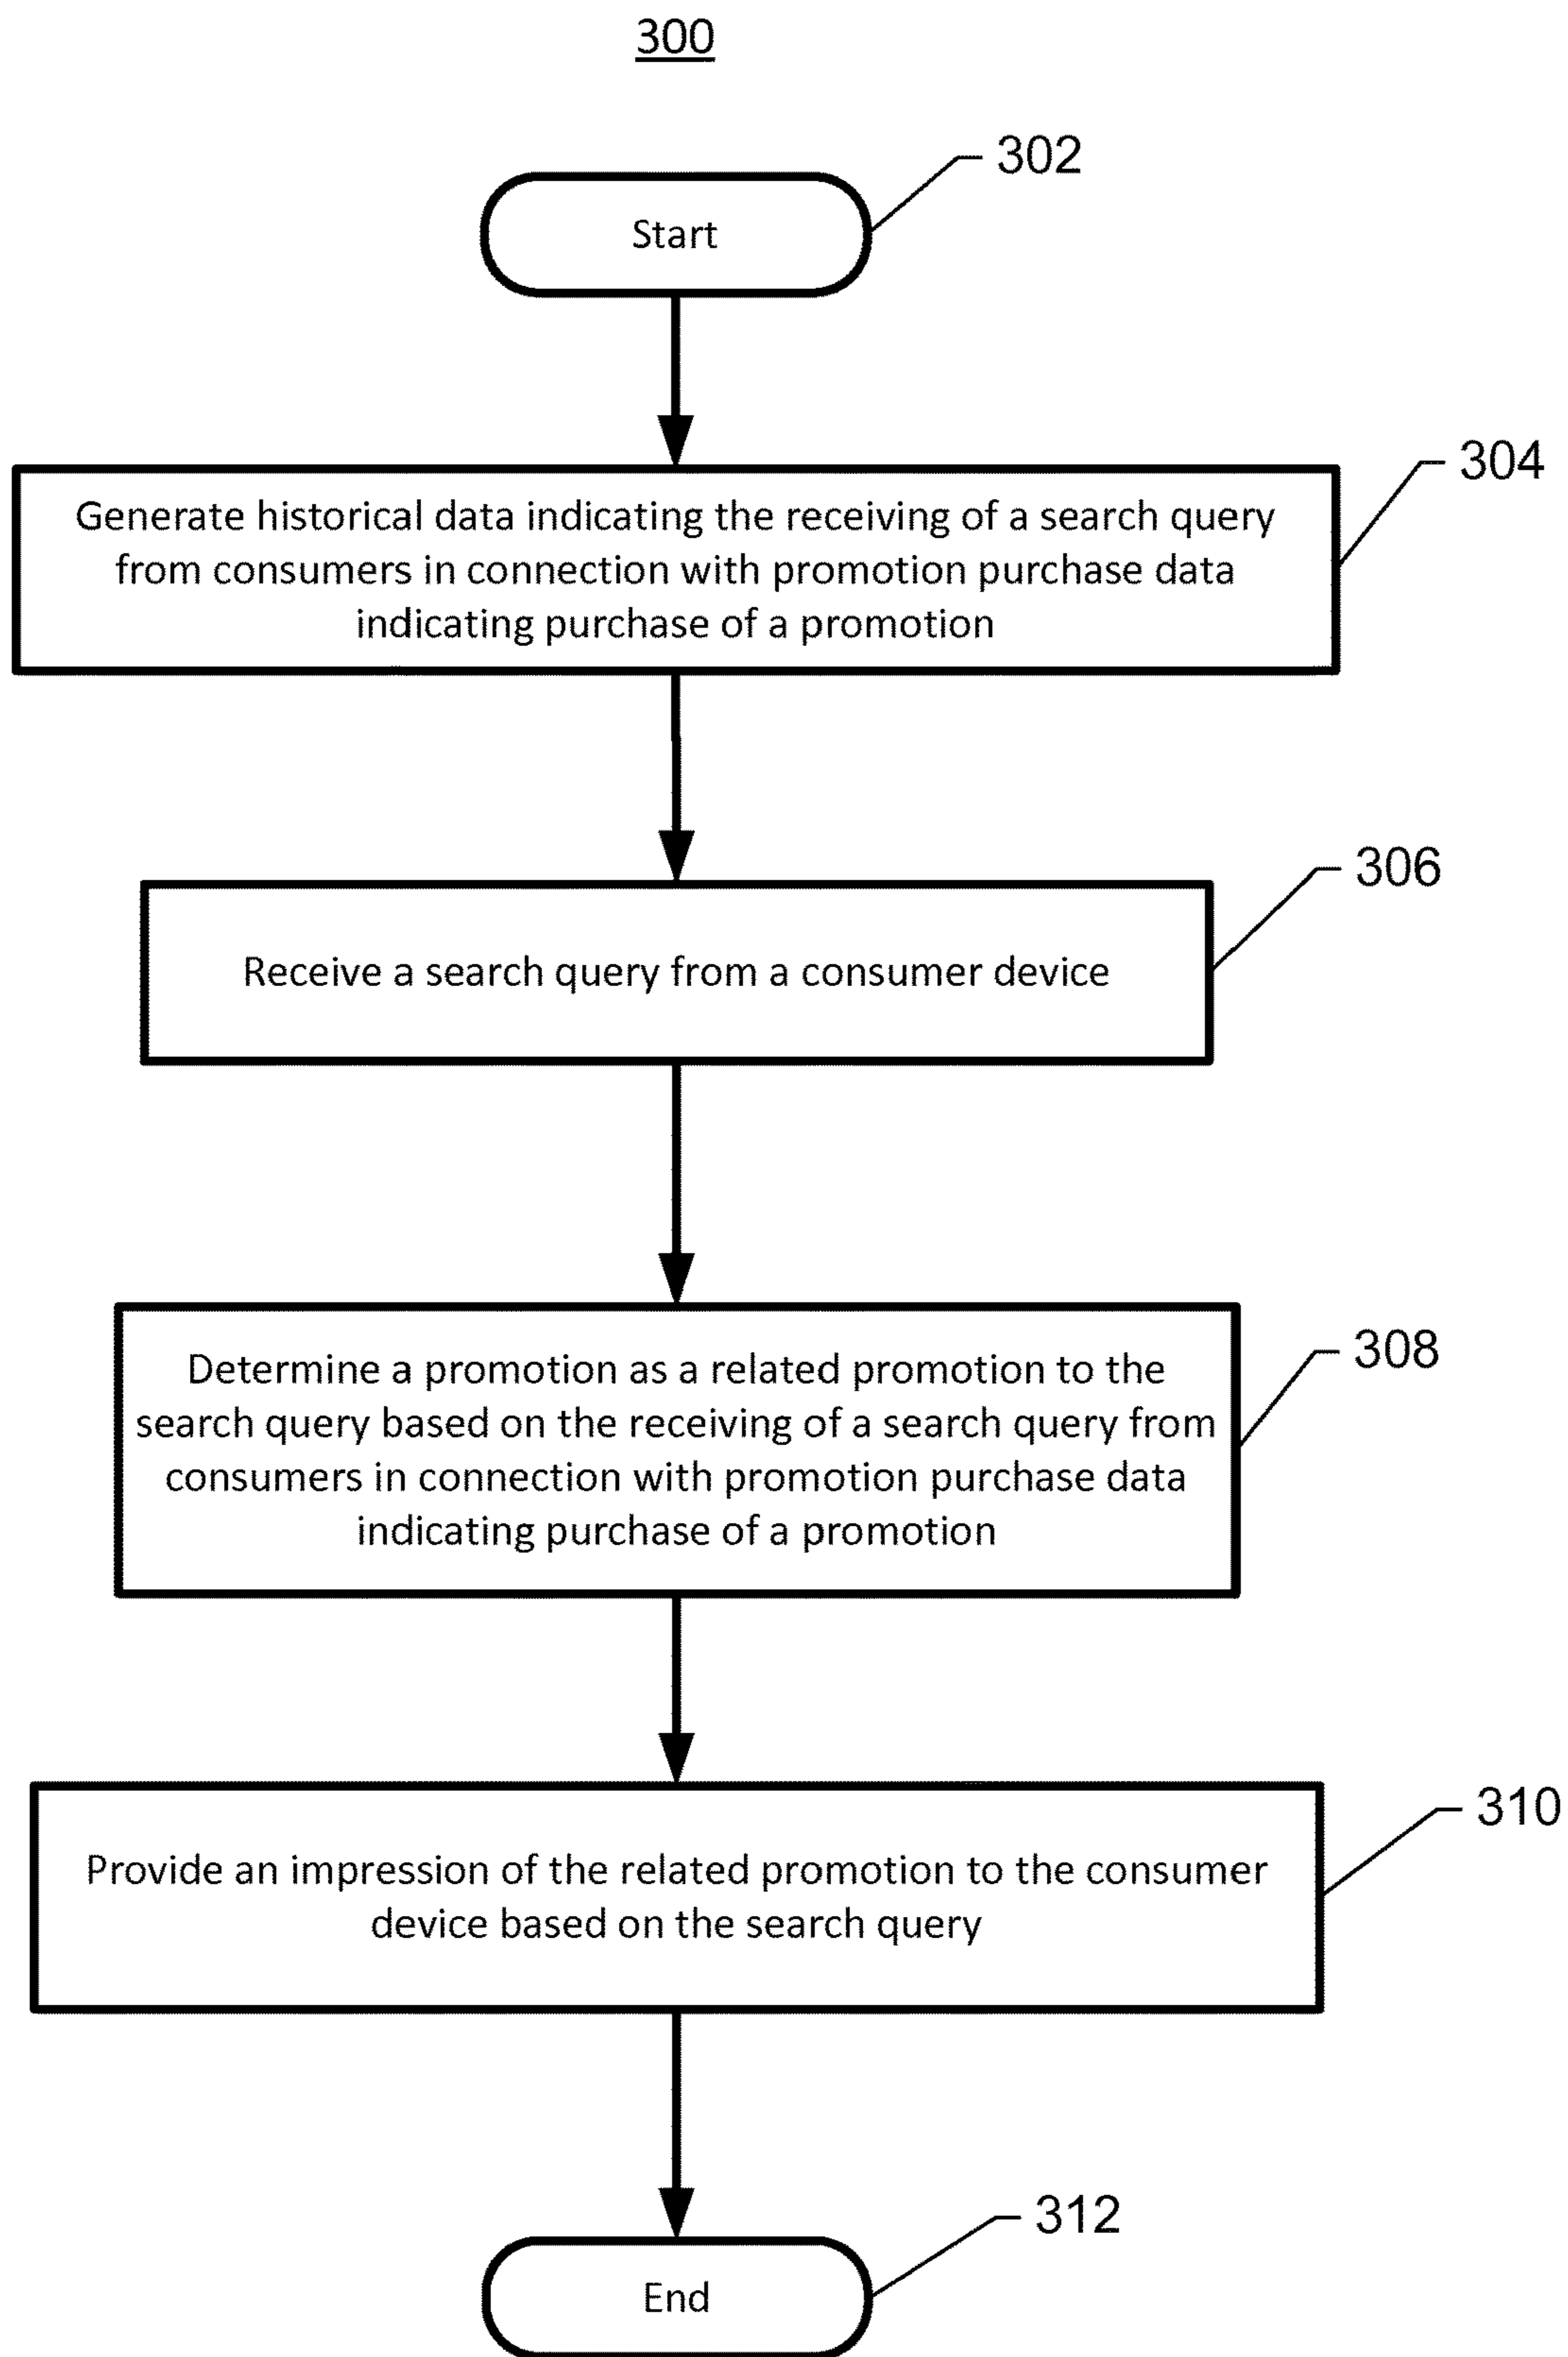 300
302
Start
304
Generate historical data indicating the receiving of a search query
from consumers in connection with promotion purchase data
indicating purchase of a promotion
306
Receive a search query from a consumer device
308
Determine a promotion as a related promotion to the
search query based on the receiving of a search query from
consumers in connection with promotion purchase data
indicating purchase of a promotion
310
Provide an impression of the related promotion to the consumer
device based on the search query
312
End